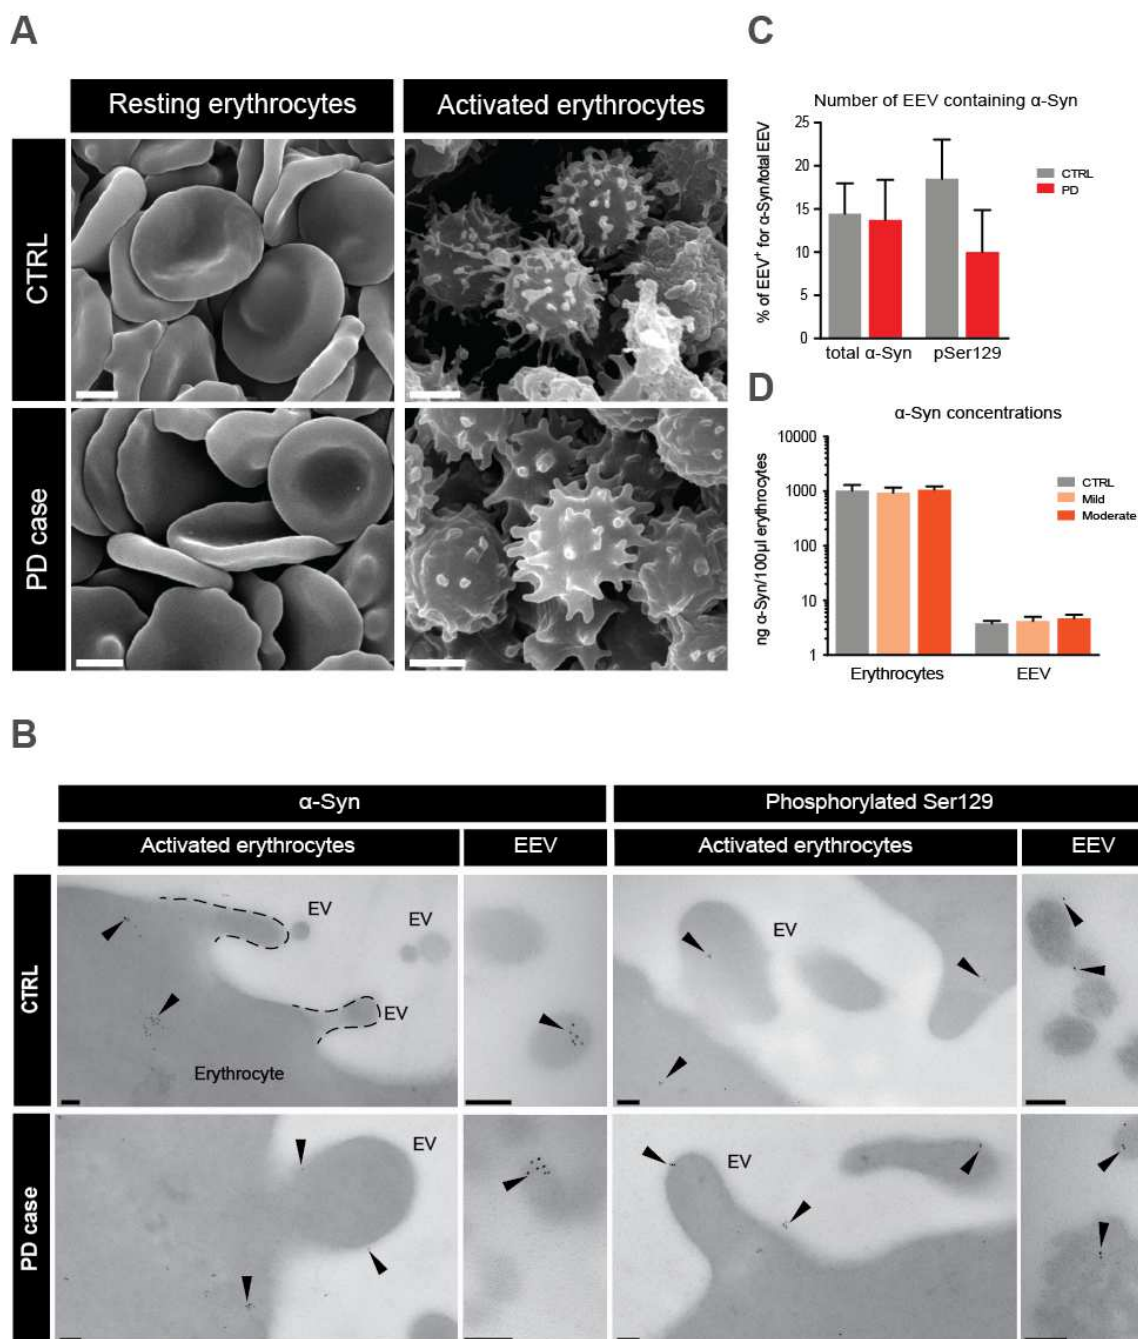 A
Resting erythrocytes
Activated erythrocytes
CTRL
PD case
C
Number of EEV containing α-Syn
% of EEV⁺ for α-Syn/total EEV
25
20
15
10
5
0
total α-Syn
pSer129
CTRL
PD
D
α-Syn concentrations
ng α-Syn/100µl erythrocytes
10000
1000
100
10
1
Erythrocytes
EEV
CTRL
Mild
Moderate
B
α-Syn
Phosphorylated Ser129
Activated erythrocytes
EEV
Activated erythrocytes
EEV
CTRL
EV
EV
EV
Erythrocyte
EV
PD case
EV
EV